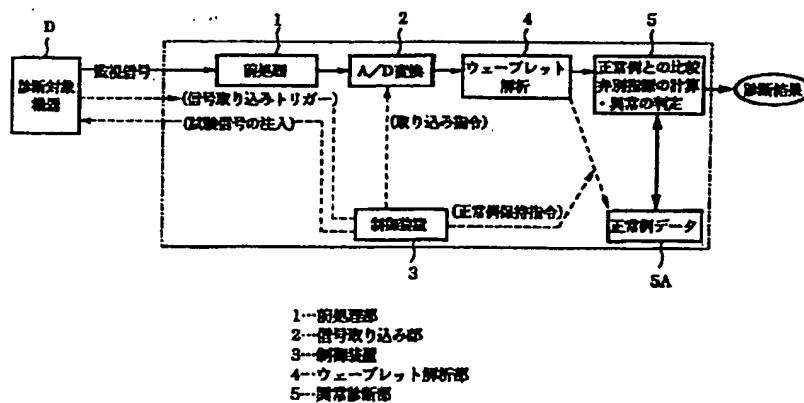 D
1
2
4
5
診断対象
機器
監視信号
前処理
A/D変換
ウェーブレット
解析
正常例との比較
弁別指標の計算
・異常の判定
診断結果
(信号取り込みトリガー)
(試験信号の注入)
(取り込み指令)
制御装置
(正常例保持指令)
正常例データ
3
5A
1…前処理部
2…信号取り込み部
3…制御装置
4…ウェーブレット解析部
5…異常診断部